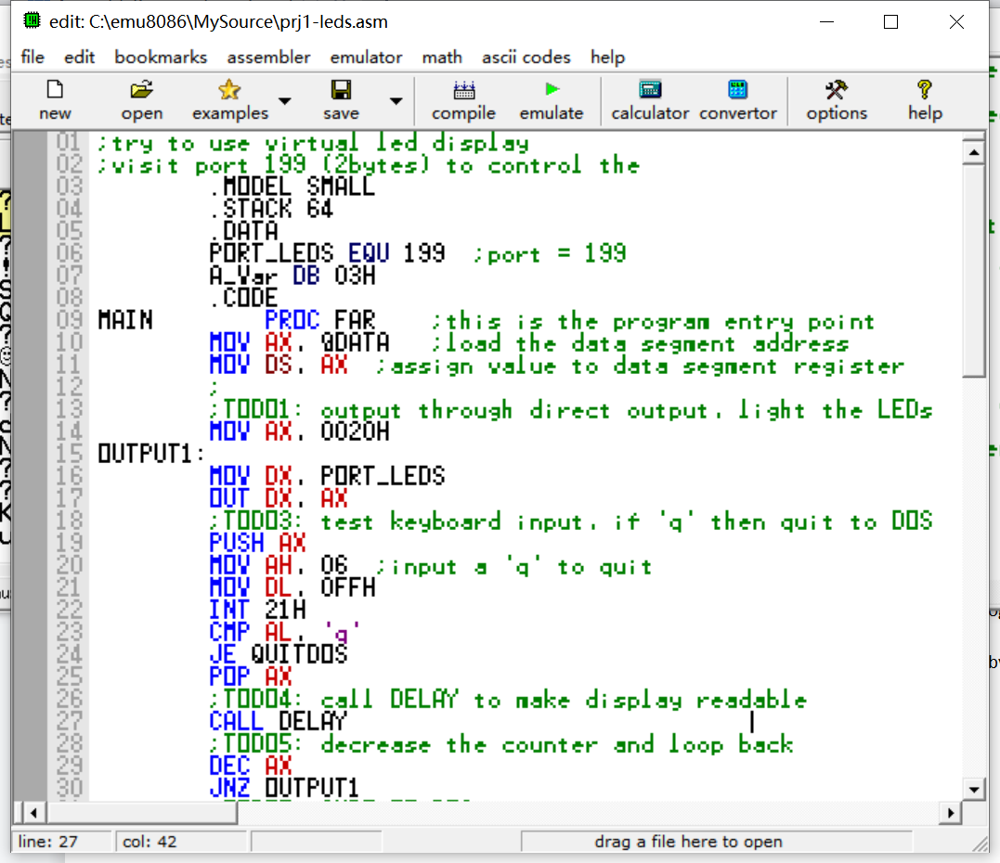 edit: C:\emu8086\MySource\prj1-leds.asm
file edit bookmarks assembler emulator math ascii codes help
new open examples save compile emulate calculator convertor options help
01 ;try to use virtual led display
02 ;visit port 199 (2bytes) to control the
03 .MODEL SMALL
04 .STACK 64
05 .DATA
06 PORT_LEDS EQU 199 ;port = 199
07 A_Var DB 03H
08 .CODE
09 MAIN PROC FAR ;this is the program entry point
10 MOV AX, @DATA ;load the data segment address
11 MOV DS, AX ;assign value to data segment register
12 ;
13 ;TODO1: output through direct output, light the LEDs
14 MOV AX, 0020H
15 OUTPUT1:
16 MOV DX, PORT_LEDS
17 OUT DX, AX
18 ;TODO3: test keyboard input, if 'q' then quit to DOS
19 PUSH AX
20 MOV AH, 06 ;input a 'q' to quit
21 MOV DL, 0FFH
22 INT 21H
23 CMP AL, 'q'
24 JE QUITDOS
25 POP AX
26 ;TODO4: call DELAY to make display readable
27 CALL DELAY
28 ;TODO5: decrease the counter and loop back
29 DEC AX
30 JNZ OUTPUT1
line: 27 col: 42 drag a file here to open